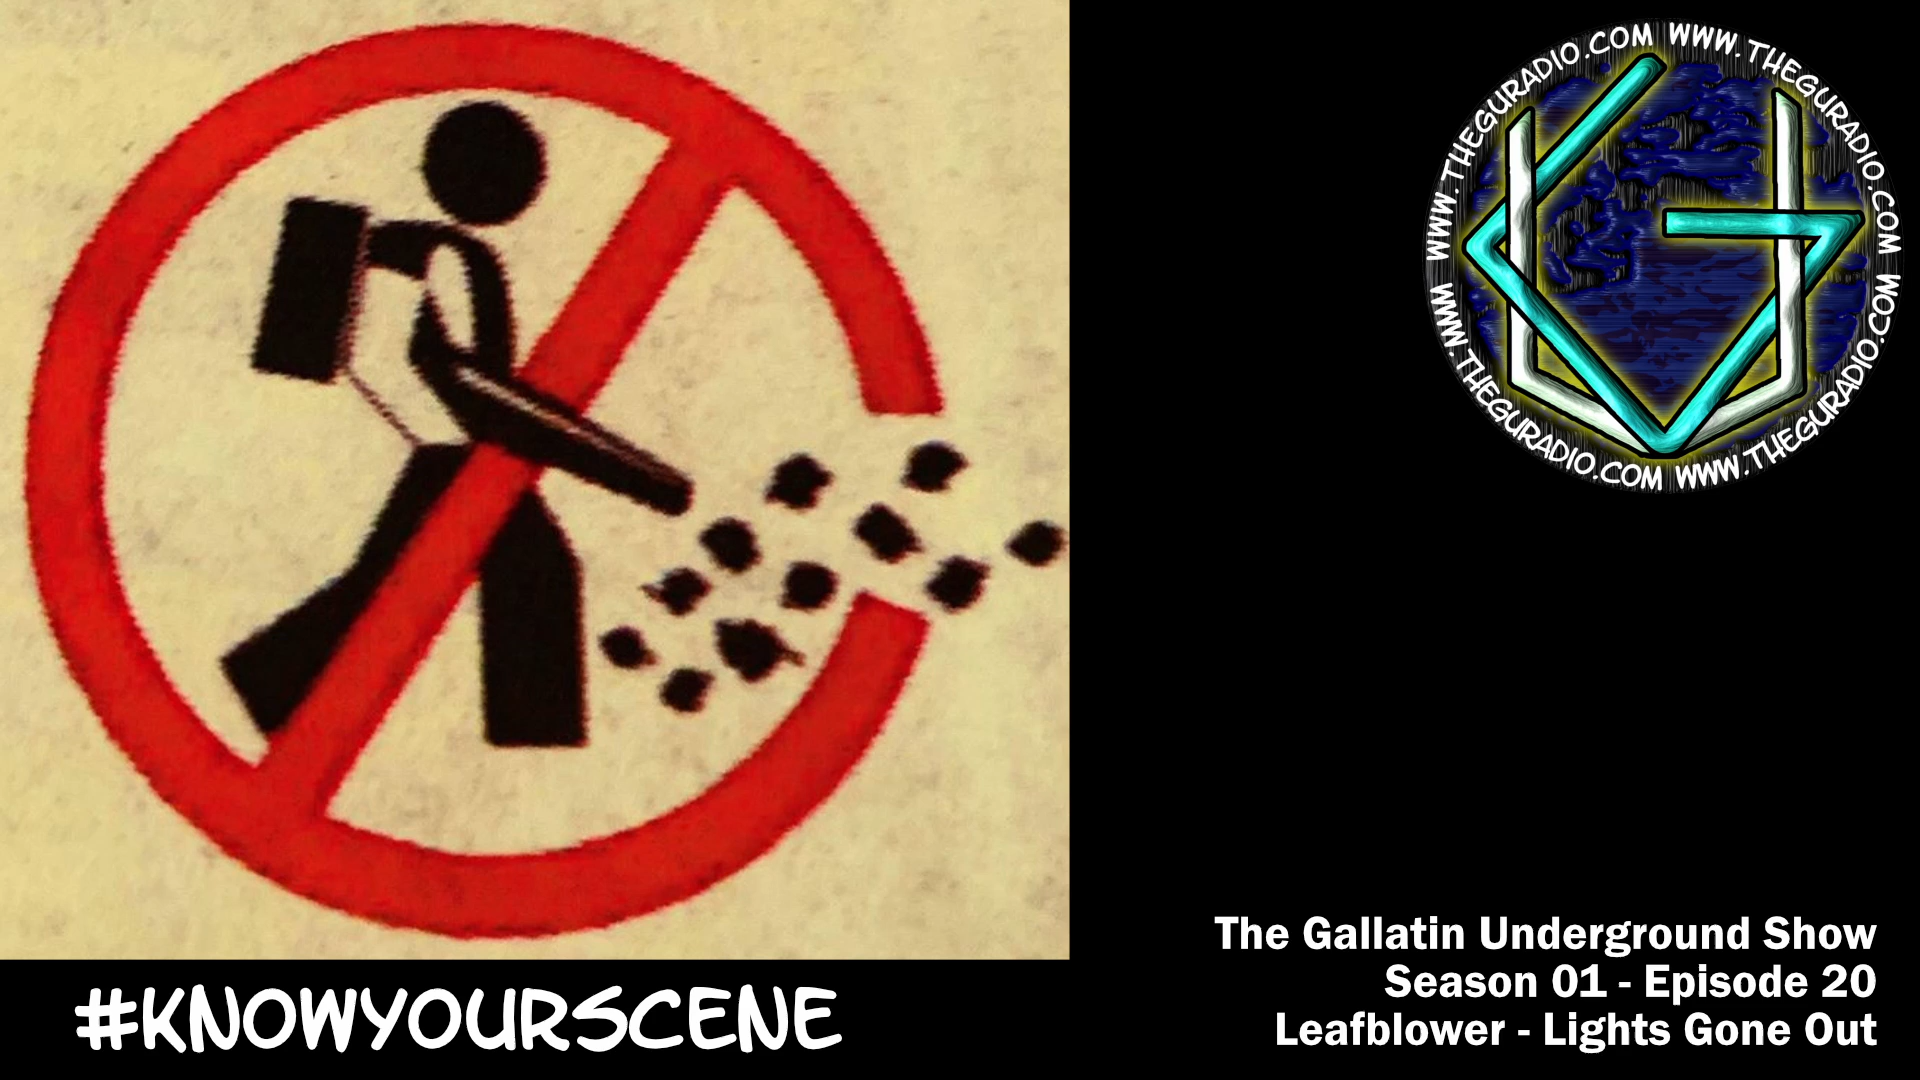 WWW.THEGURADIO.COM WWW.THEGURADIO.COM WWW.THEGURADIO.COM WWW.THEGURADIO.COM
#KNOWYOURSCENE
The Gallatin Underground Show
Season 01 - Episode 20
Leafblower - Lights Gone Out